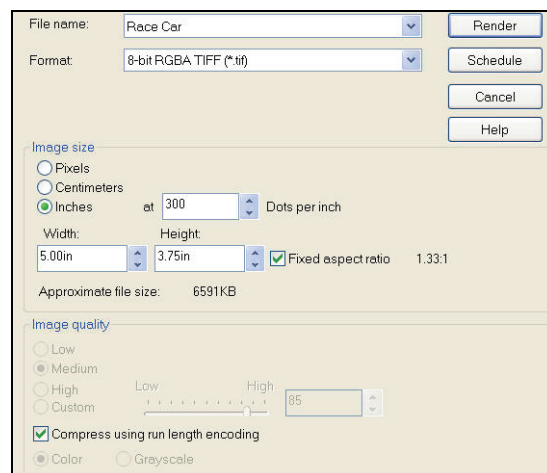 File name: Race Car Render
Format: 8-bit RGBA TIFF (*.tif) Schedule
Cancel
Help
Image size
Pixels
Centimeters
Inches at 300 Dots per inch
Width: Height:
5.00in 3.75in Fixed aspect ratio 1.33:1
Approximate file size: 6591KB
Image quality
Low
Medium
High Low High
Custom 85
Compress using run length encoding
Color Grayscale